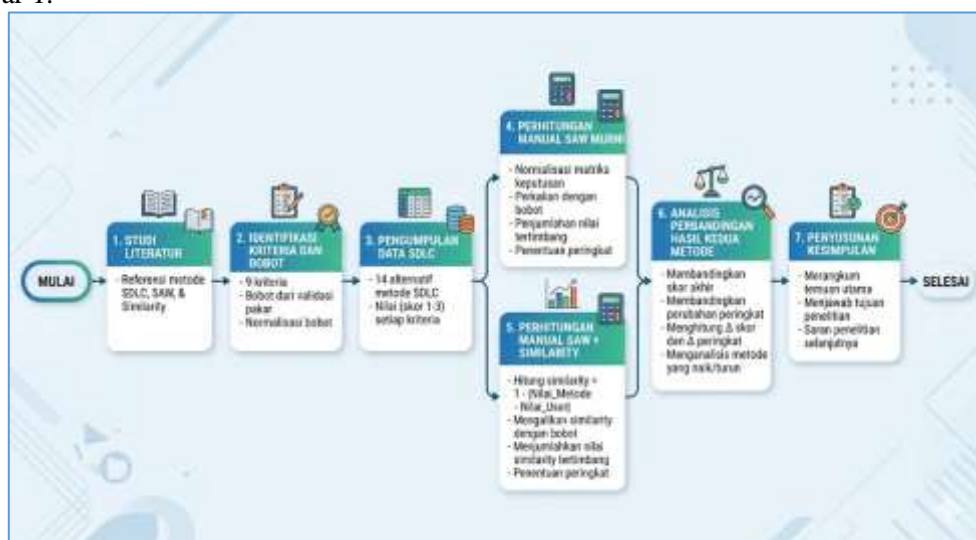 ar 1.
MULAI
1. STUDI
LITERATUR
- Referensi metode
SDLC, SAW, &
Similarity
2. IDENTIFIKASI
KRITERIA DAN
BOBOT
- 9 kriteria
- Bobot dari validasi
pakar
- Normalisasi bobot
3. PENGUMPULAN
DATA SDLC
- 14 alternatif
metode SDLC
- Nilai (skor 1-3)
setiap kriteria
4. PERHITUNGAN
MANUAL SAW MURNI
- Normalisasi matriks
keputusan
- Perkalian dengan
bobot
- Penjumlahan nilai
tertimbang
- Penentuan peringkat
5. PERHITUNGAN
MANUAL SAW +
SIMILARITY
- Hitung similarity =
1 - (Nilai_Metode
- Nilai_User)
- Mengalikan similarity
dengan bobot
- Menjumlahkan nilai
similarity tertimbang
- Penentuan peringkat
6. ANALISIS
PERBANDINGAN
HASIL KEDUA
METODE
- Membandingkan
skor akhir
- Membandingkan
perubahan peringkat
- Menghitung Δ skor
dan Δ peringkat
- Menganalisis metode
yang naik/turun
7. PENYUSUNAN
KESIMPULAN
- Merangkum
temuan utama
- Menjawab tujuan
penelitian
- Saran penelitian
selanjutnya
SELESAI